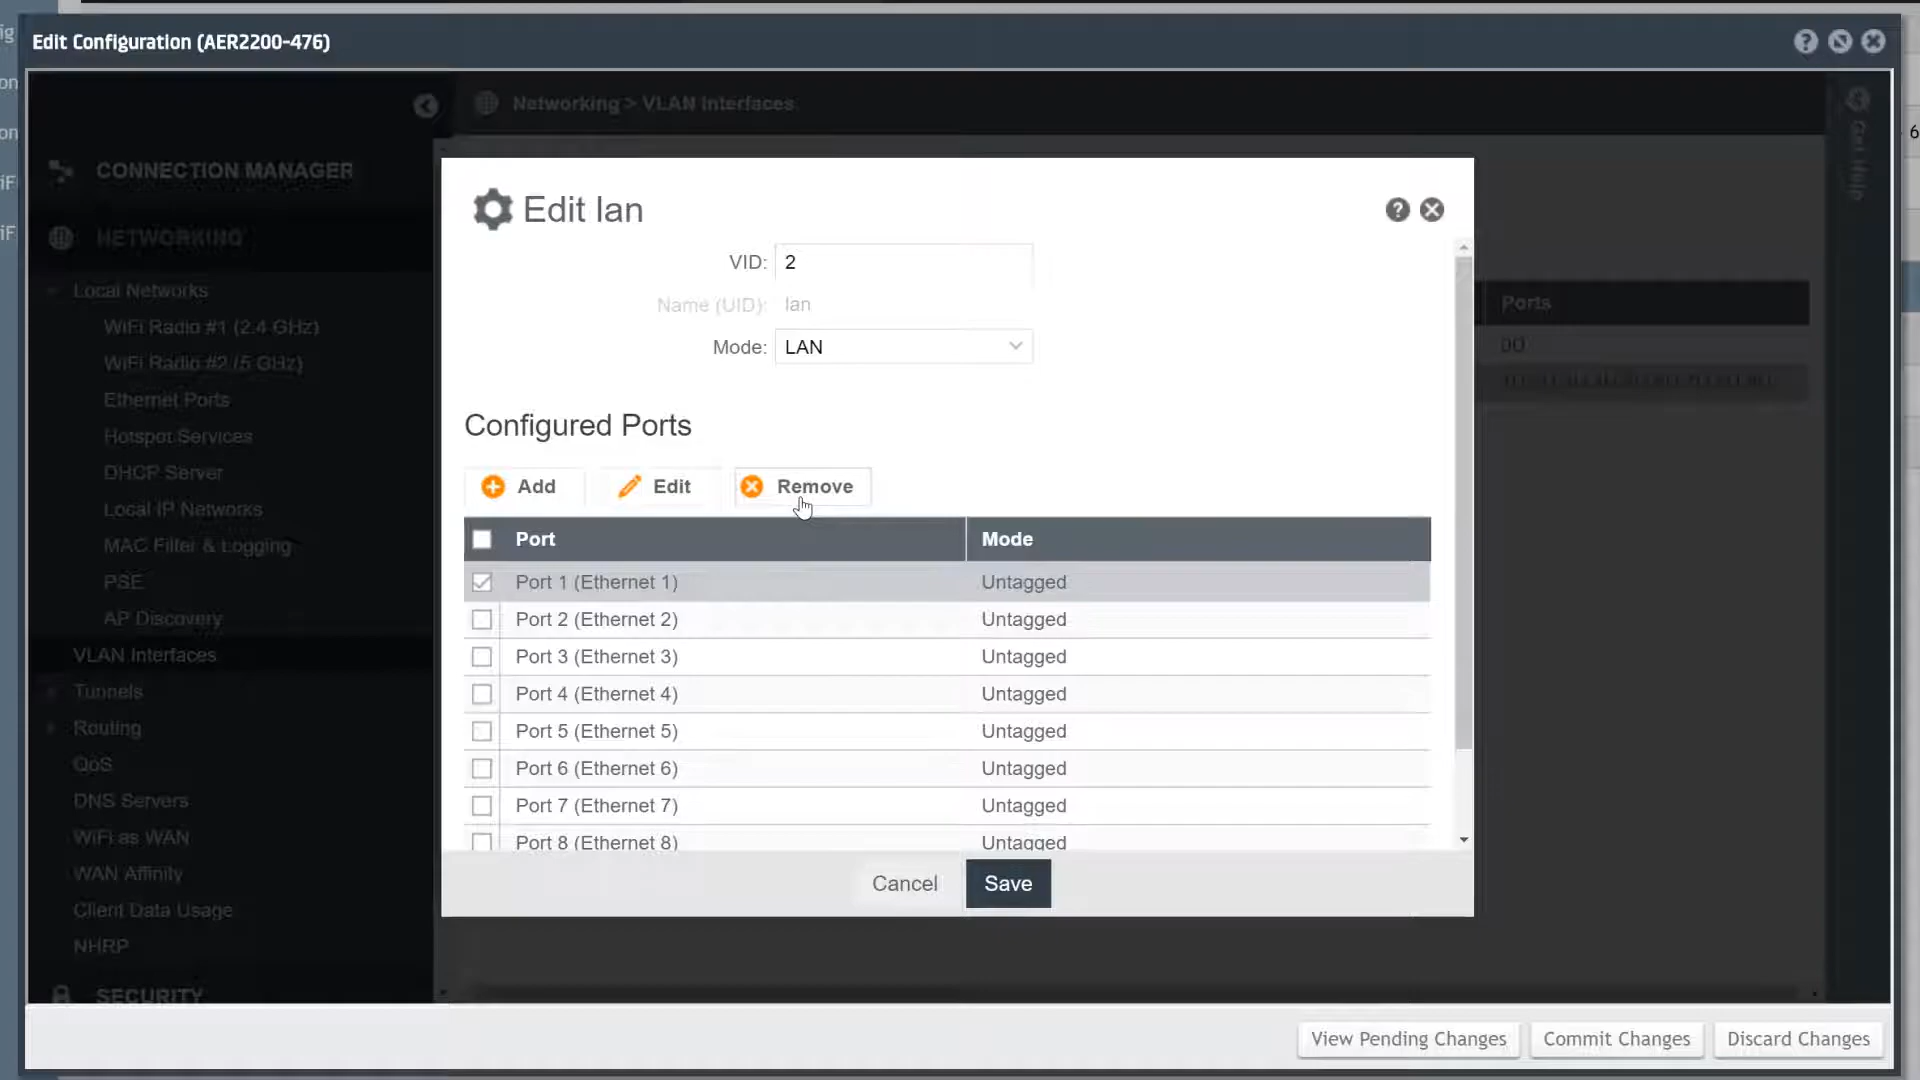 Edit Configuration (AER2200-476)
Networking > VLAN Interfaces
CONNECTION MANAGER
NETWORKING
Local Networks
WiFi Radio #1 (2.4 GHz)
WiFi Radio #2 (5 GHz)
Ethernet Ports
Hotspot Services
DHCP Server
Local IP Networks
MAC Filter & Logging
PSE
AP Discovery
VLAN Interfaces
Tunnels
Routing
QoS
DNS Servers
WiFi as WAN
WAN Affinity
Client Data Usage
NHRP
SECURITY
Edit lan
VID: 2
Name (UID): lan
Mode: LAN
Configured Ports
Add Edit Remove
Port Mode
Port 1 (Ethernet 1) Untagged
Port 2 (Ethernet 2) Untagged
Port 3 (Ethernet 3) Untagged
Port 4 (Ethernet 4) Untagged
Port 5 (Ethernet 5) Untagged
Port 6 (Ethernet 6) Untagged
Port 7 (Ethernet 7) Untagged
Port 8 (Ethernet 8) Untagged
Cancel Save
Ports
Get Help
6
View Pending Changes Commit Changes Discard Changes